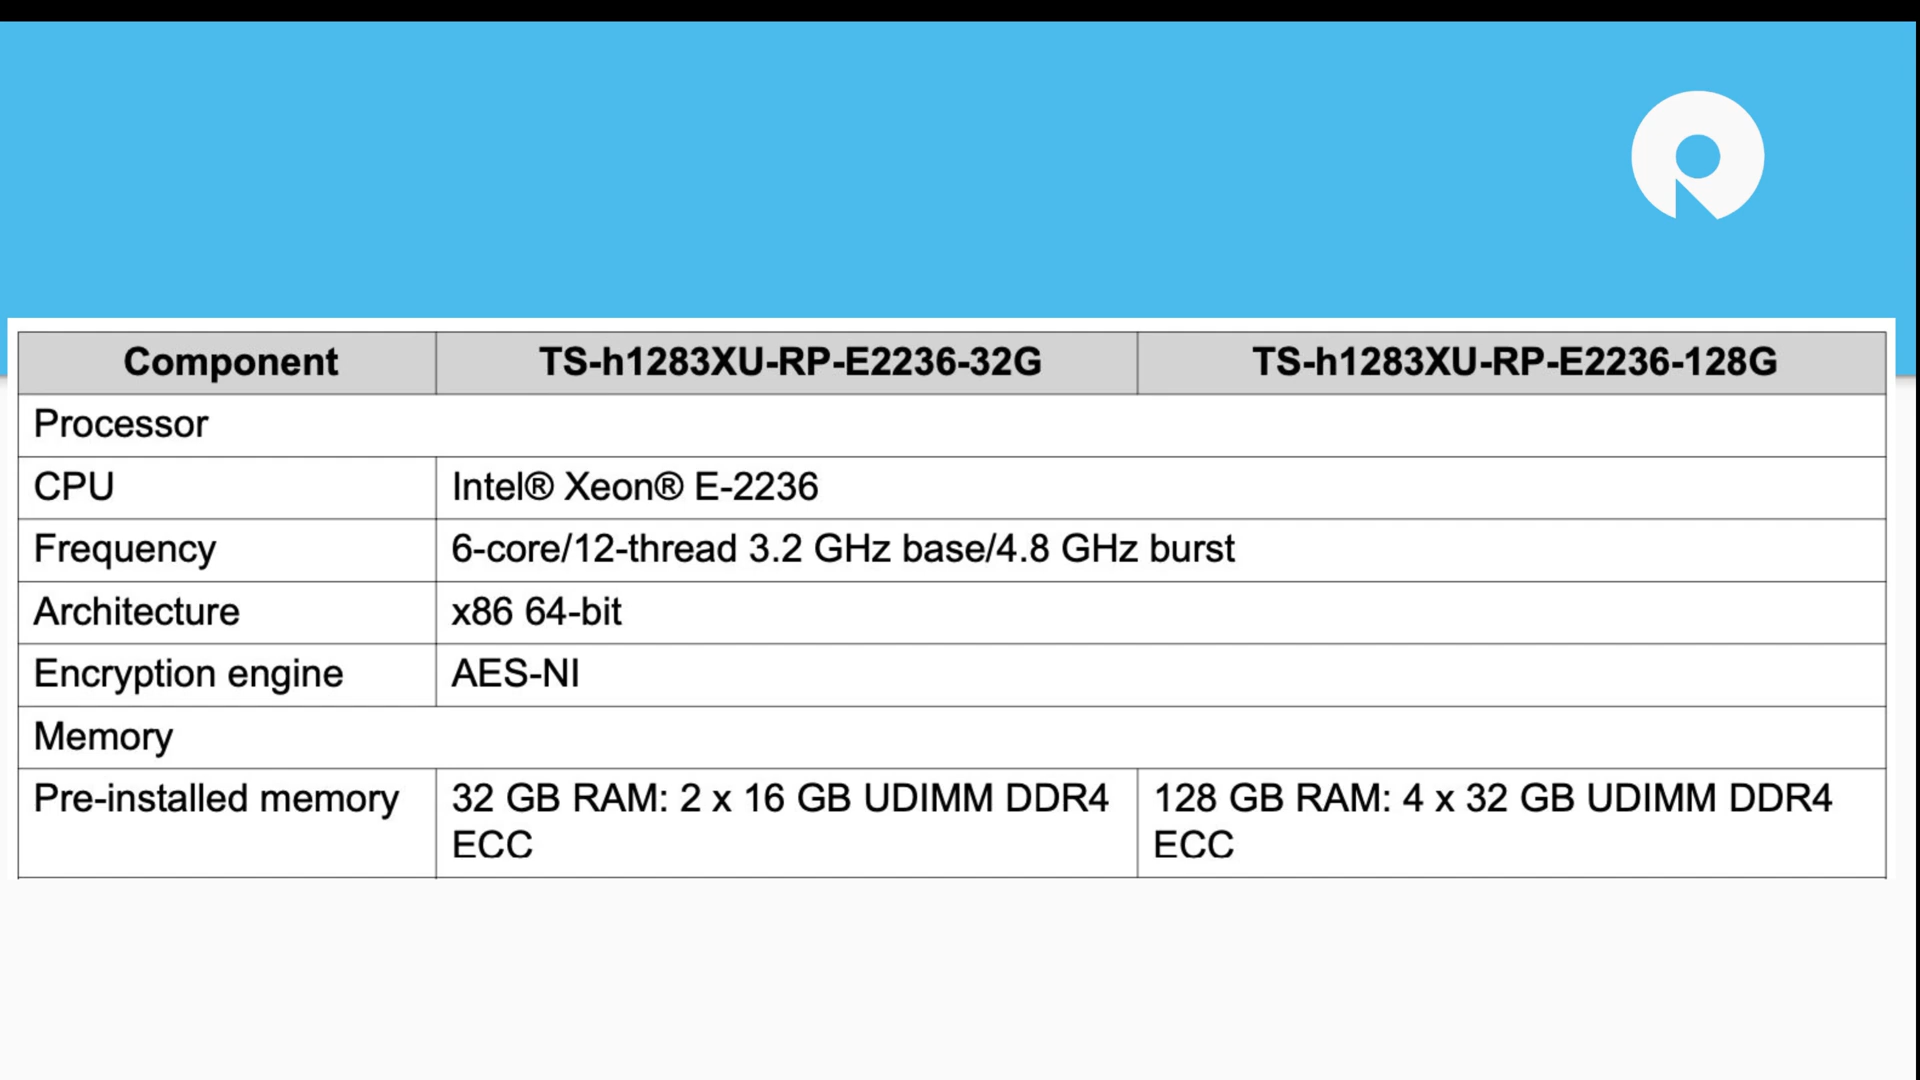 Component TS-h1283XU-RP-E2236-32G TS-h1283XU-RP-E2236-128G
Processor
CPU Intel® Xeon® E-2236
Frequency 6-core/12-thread 3.2 GHz base/4.8 GHz burst
Architecture x86 64-bit
Encryption engine AES-NI
Memory
Pre-installed memory 32 GB RAM: 2 x 16 GB UDIMM DDR4 128 GB RAM: 4 x 32 GB UDIMM DDR4
ECC ECC